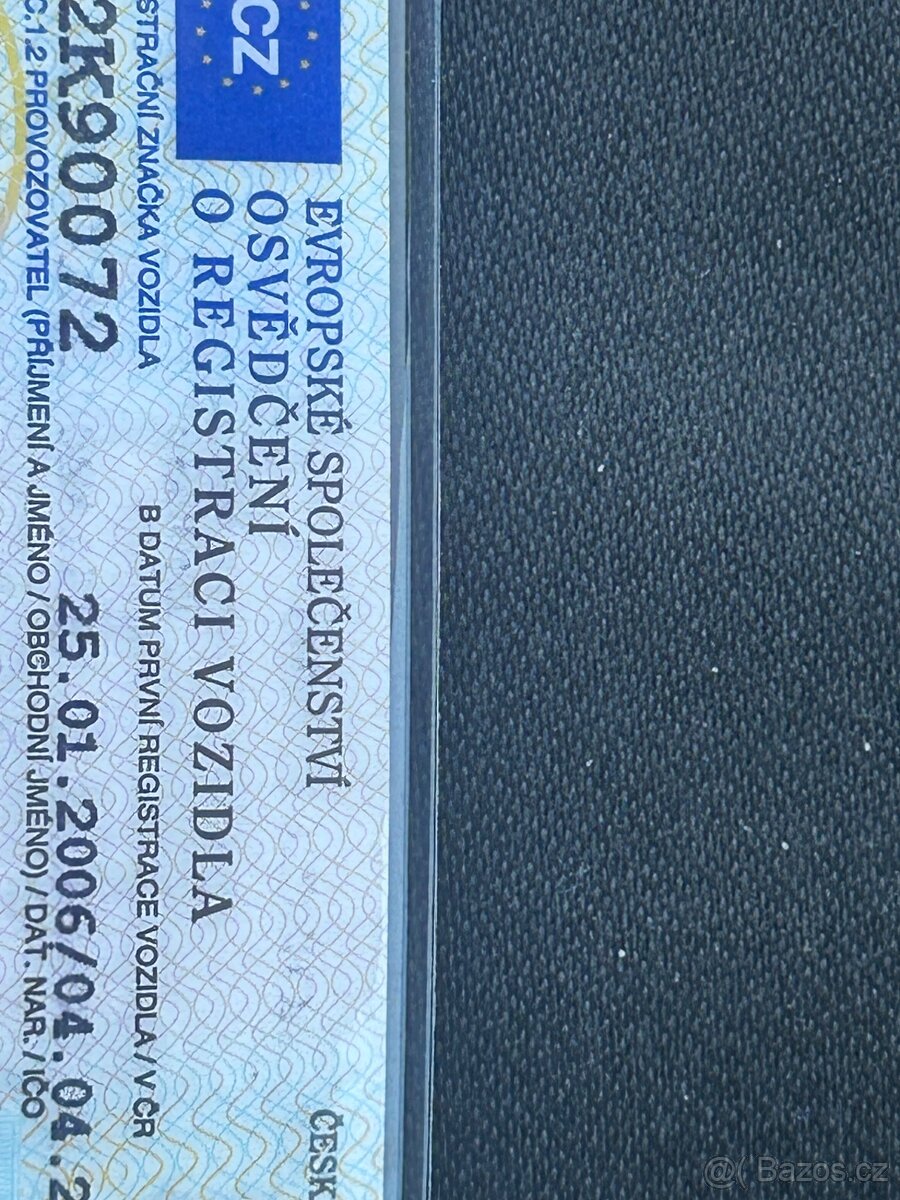 CZ
EVROPSKÉ SPOLEČENSTVÍ
ČESK
OSVĚDČENÍ
O REGISTRACI VOZIDLA
STRAČNÍ ZNAČKA VOZIDLA
B DATUM PRVNÍ REGISTRACE VOZIDLA / V ČR
2K90072
25.01.2006/04.04.2
C.1.2 PROVOZOVATEL (PŘÍJMENÍ A JMÉNO / OBCHODNÍ JMÉNO) / DAT. NAR. / IČO
@( Bazos.cz